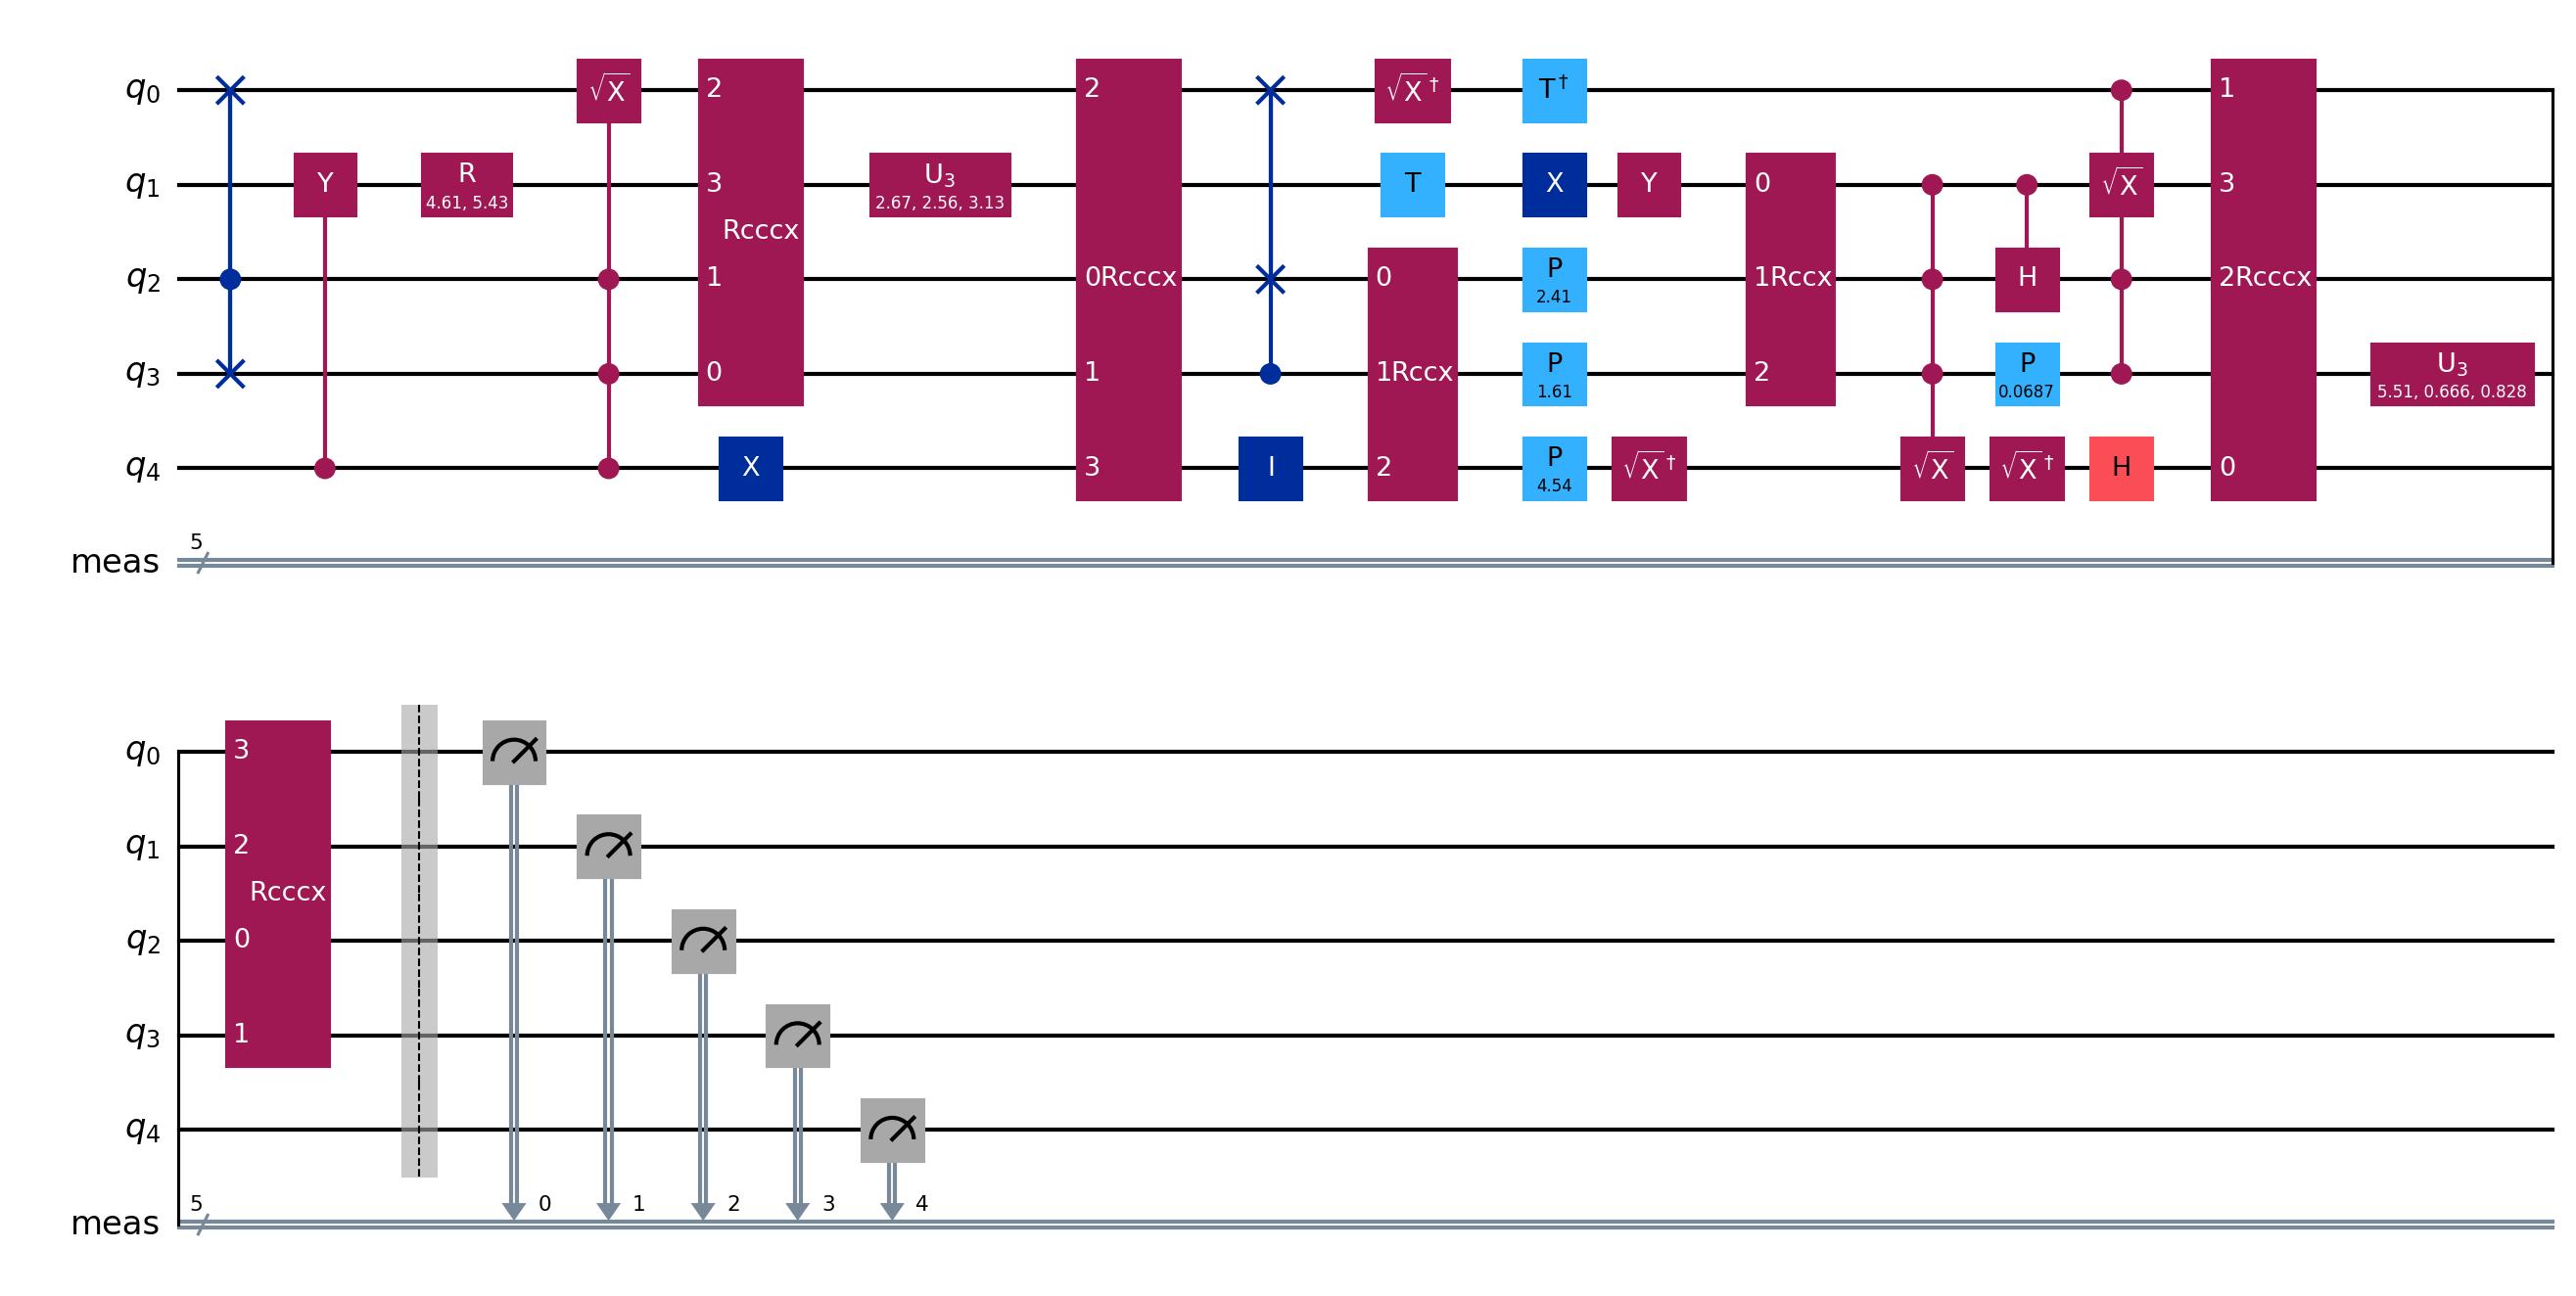 q0 √X 2 2 √X† T† 1
q1 Y R 4.61, 5.43 3 U3 2.67, 2.56, 3.13 T X Y 0 √X 3
Rcccx
q2 1 0Rcccx 0 P 2.41 1Rccx H 2Rcccx
q3 0 1 1Rccx P 1.61 2 P 0.0687 U3 5.51, 0.666, 0.828
q4 X 3 I 2 P 4.54 √X† √X √X† H 0
meas 5
q0 3
q1 2
Rcccx
q2 0
q3 1
q4
meas 5 0 1 2 3 4